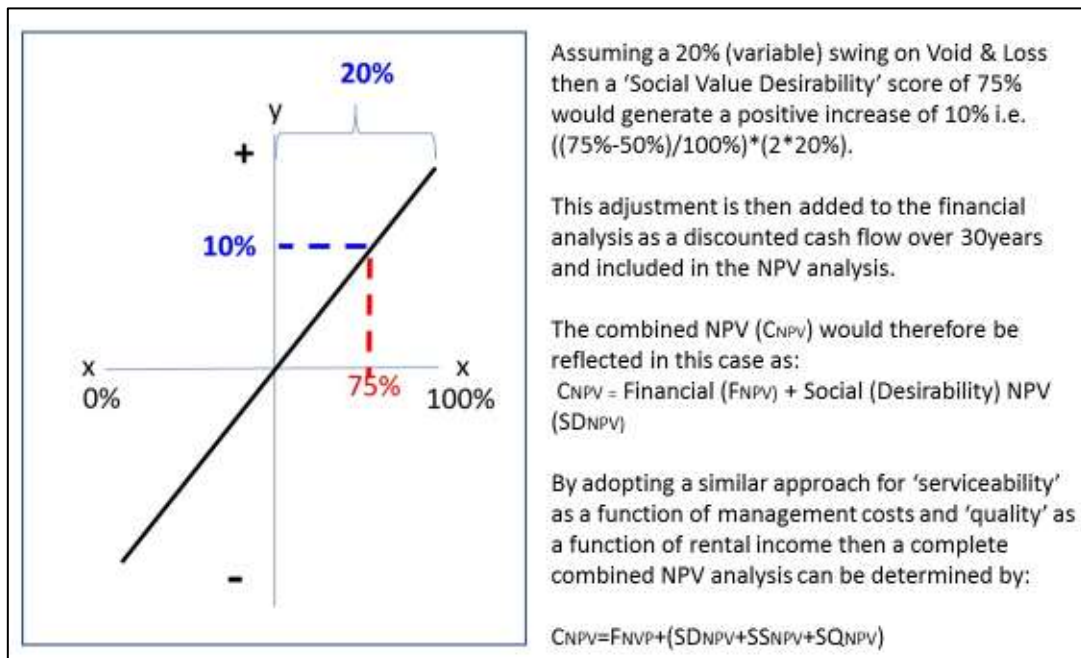 20%
y
+
10%
x
x
0%
75%
100%
-
Assuming a 20% (variable) swing on Void & Loss
then a ‘Social Value Desirability’ score of 75%
would generate a positive increase of 10% i.e.
((75%-50%)/100%)*(2*20%).
This adjustment is then added to the financial
analysis as a discounted cash flow over 30years
and included in the NPV analysis.
The combined NPV (CNPV) would therefore be
reflected in this case as:
CNPV = Financial (FNPV) + Social (Desirability) NPV
(SDNPV)
By adopting a similar approach for ‘serviceability’
as a function of management costs and ‘quality’ as
a function of rental income then a complete
combined NPV analysis can be determined by:
CNPV=FNVP+(SDNPV+SSNPV+SQNPV)